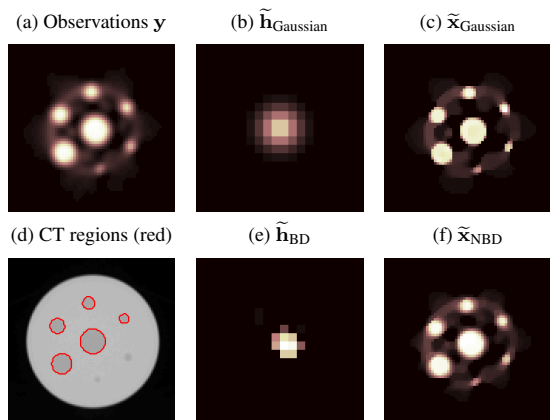 (a) Observations y
(b) h̃Gaussian
(c) x̃Gaussian
(d) CT regions (red)
(e) h̃BD
(f) x̃NBD